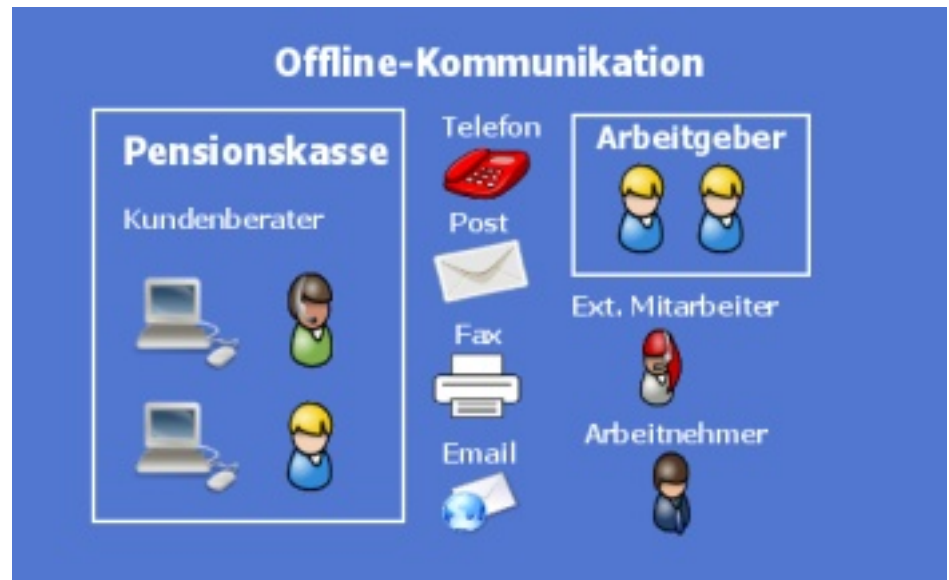 Offline-Kommunikation
Pensionskasse
Kundenberater
Telefon
Post
Fax
Email
Arbeitgeber
Ext. Mitarbeiter
Arbeitnehmer